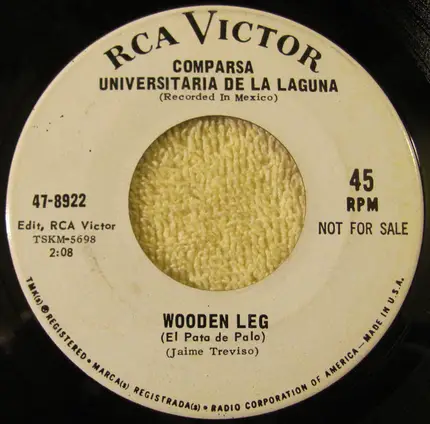 RCA VICTOR
COMPARSA
UNIVERSITARIA DE LA LAGUNA
(Recorded In Mexico)
47-8922
Edit, RCA Victor
TSKM-5698
2:08
45
RPM
NOT FOR SALE
WOODEN LEG
(El Pata de Palo)
(Jaime Treviso)
TMK(s) ® REGISTERED • MARCA(s) REGISTRADA(s) • RADIO CORPORATION OF AMERICA—MADE IN U.S.A.